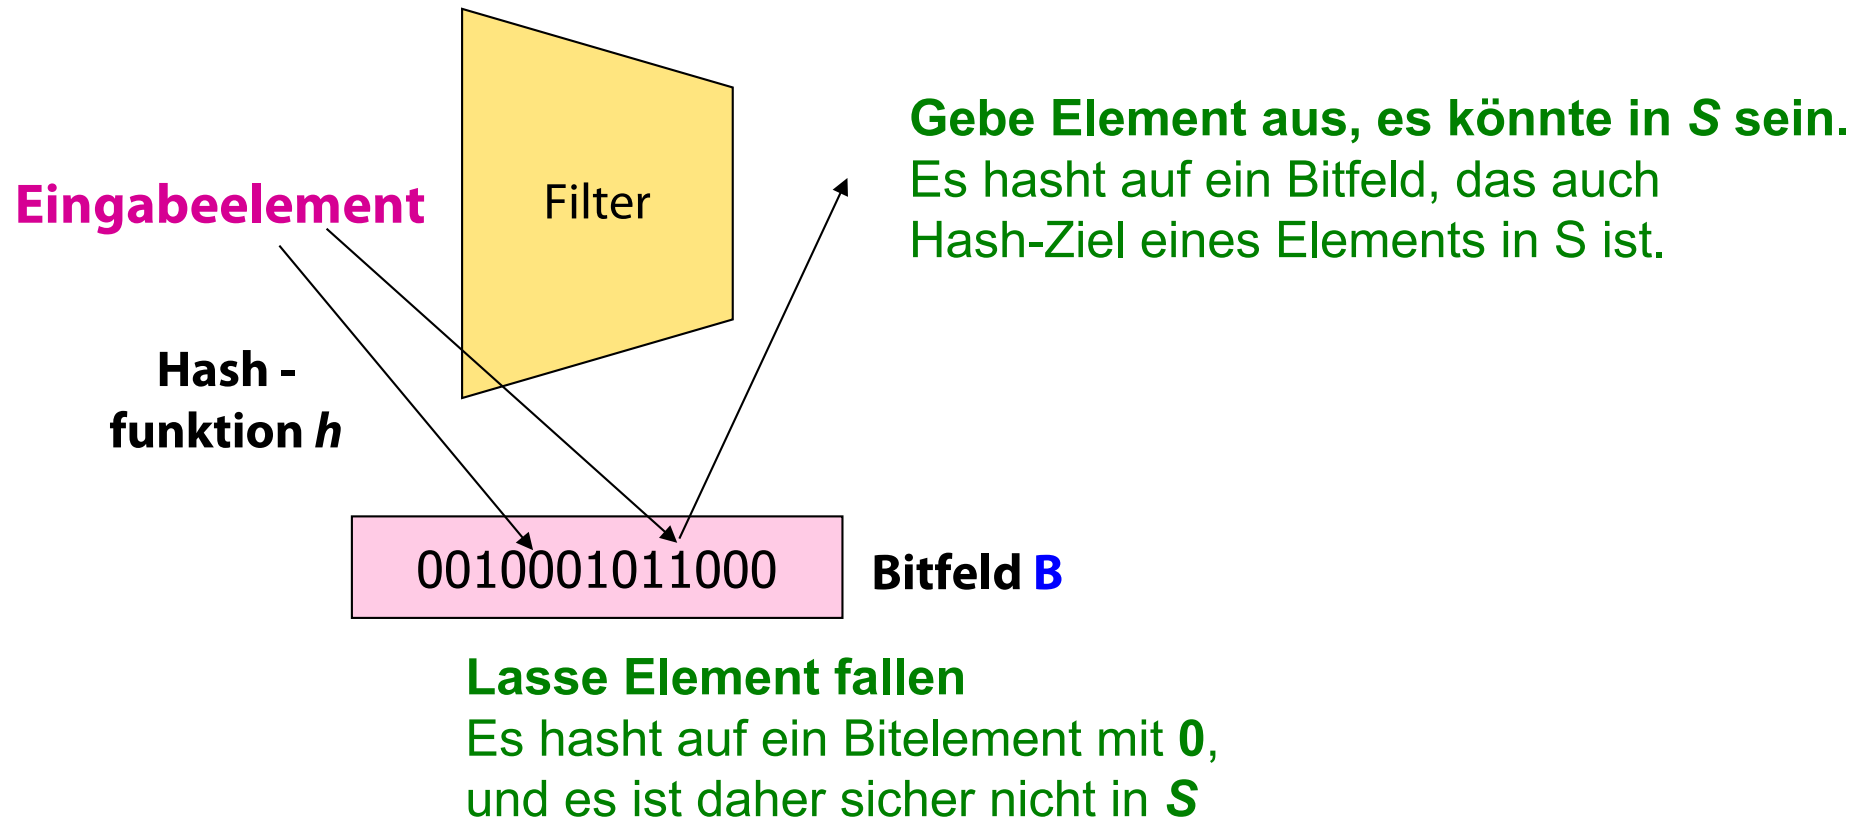 Gebe Element aus, es könnte in S sein.
Es hasht auf ein Bitfeld, das auch
Hash-Ziel eines Elements in S ist.
Eingabeelement
Filter
Hash -
funktion h
0010001011000
Bitfeld B
Lasse Element fallen
Es hasht auf ein Bitelement mit 0,
und es ist daher sicher nicht in S